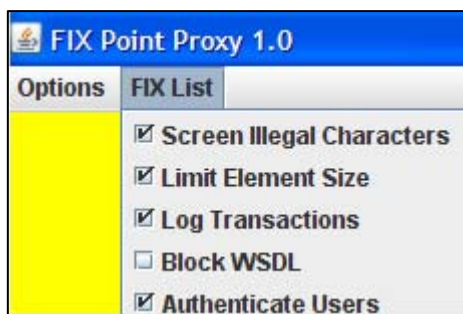 FIX Point Proxy 1.0
Options FIX List
Screen Illegal Characters
Limit Element Size
Log Transactions
Block WSDL
Authenticate Users